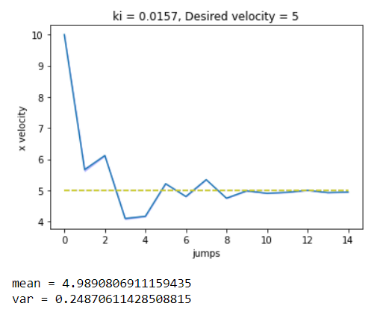 ki = 0.0157, Desired velocity = 5
10
9
8
7
6
5
4
x velocity
0 2 4 6 8 10 12 14
jumps
mean = 4.9890806911159435
var = 0.24870611428508815